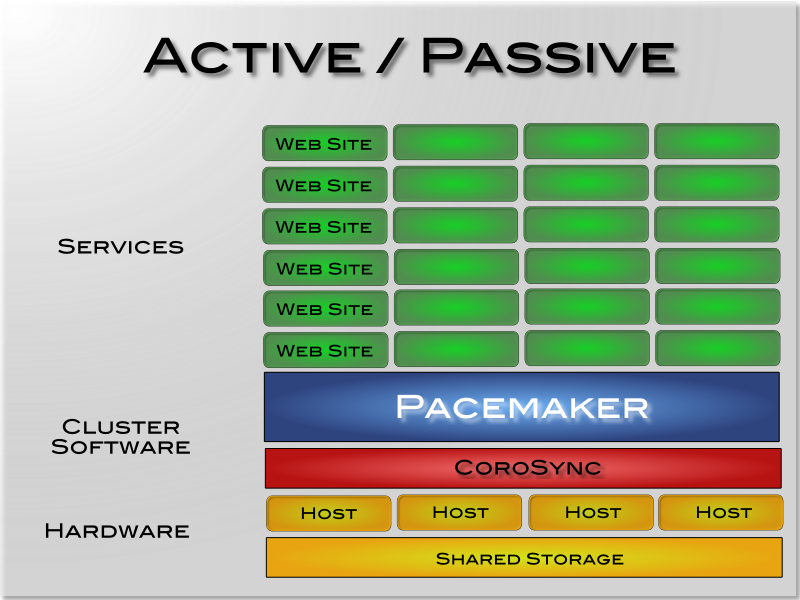 Active / Passive
Web Site
Web Site
Web Site
Services
Web Site
Web Site
Web Site
Pacemaker
Cluster
Software
CoroSync
Host Host Host Host
Hardware
Shared Storage